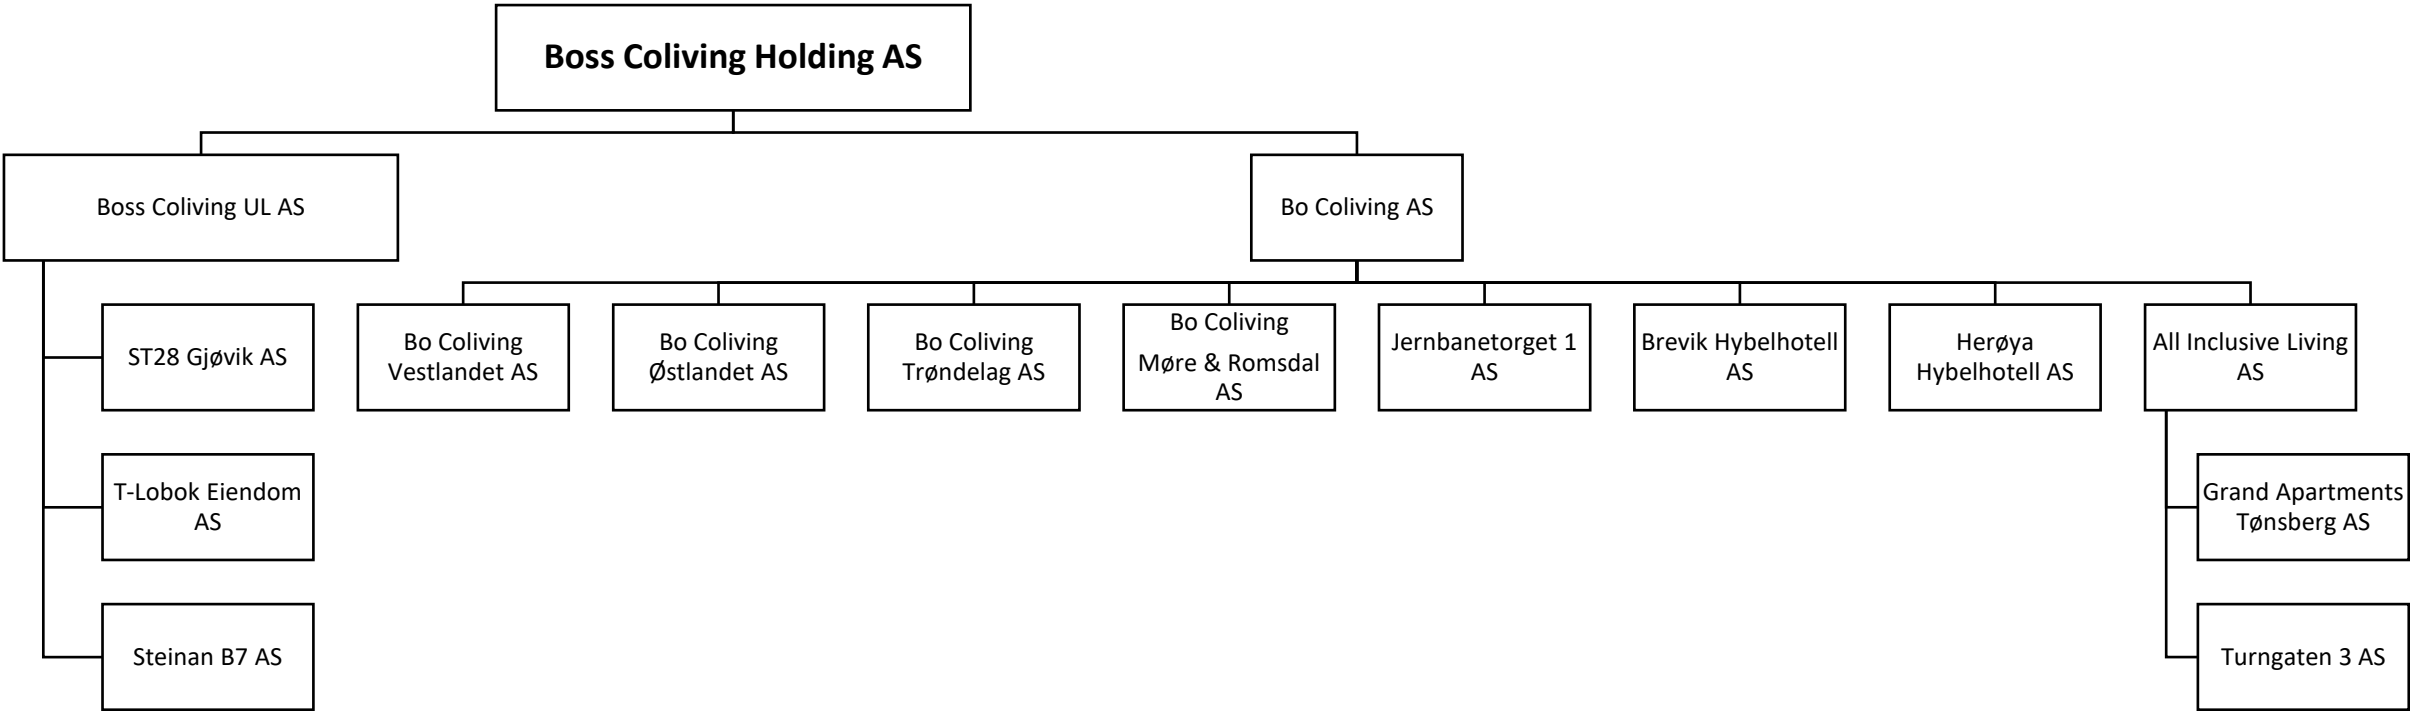 Boss Coliving Holding AS
Boss Coliving UL AS
Bo Coliving AS
ST28 Gjøvik AS
T-Lobok Eiendom
AS
Steinan B7 AS
Bo Coliving
Vestlandet AS
Bo Coliving
Østlandet AS
Bo Coliving
Trøndelag AS
Bo Coliving
Møre & Romsdal
AS
Jernbanetorget 1
AS
Brevik Hybelhotell
AS
Herøya
Hybelhotell AS
All Inclusive Living
AS
Grand Apartments
Tønsberg AS
Turngaten 3 AS